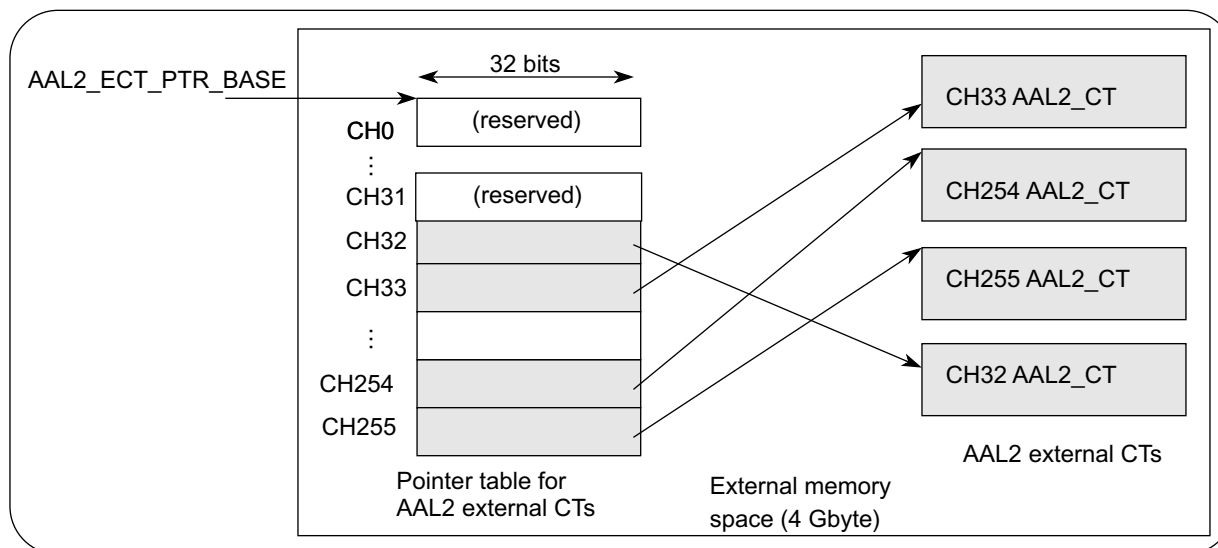 AAL2_ECT_PTR_BASE
32 bits
CH0
(reserved)
⋮
CH31
(reserved)
CH32
CH33
⋮
CH254
CH255
Pointer table for
AAL2 external CTs
CH33 AAL2_CT
CH254 AAL2_CT
CH255 AAL2_CT
CH32 AAL2_CT
AAL2 external CTs
External memory
space (4 Gbyte)